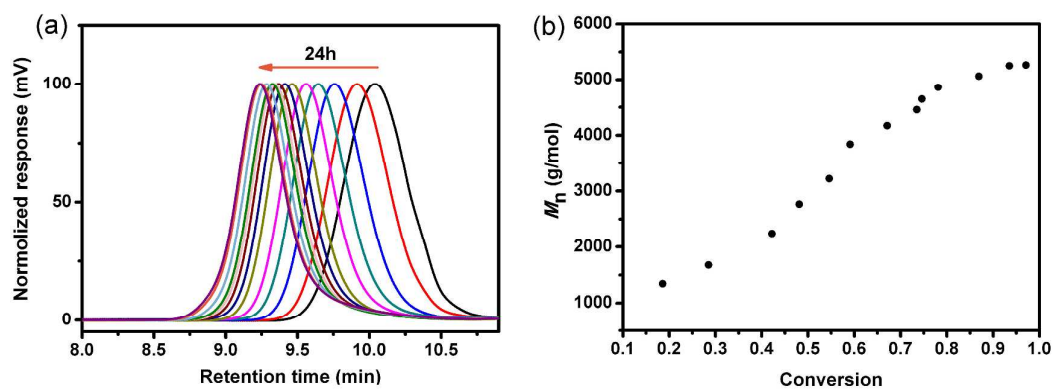 (a)
24h
Normolized response (mV)
100
50
0
8.0 8.5 9.0 9.5 10.0 10.5
Retention time (min)
(b)
Mn (g/mol)
6000
5000
4000
3000
2000
1000
0.1 0.2 0.3 0.4 0.5 0.6 0.7 0.8 0.9 1.0
Conversion